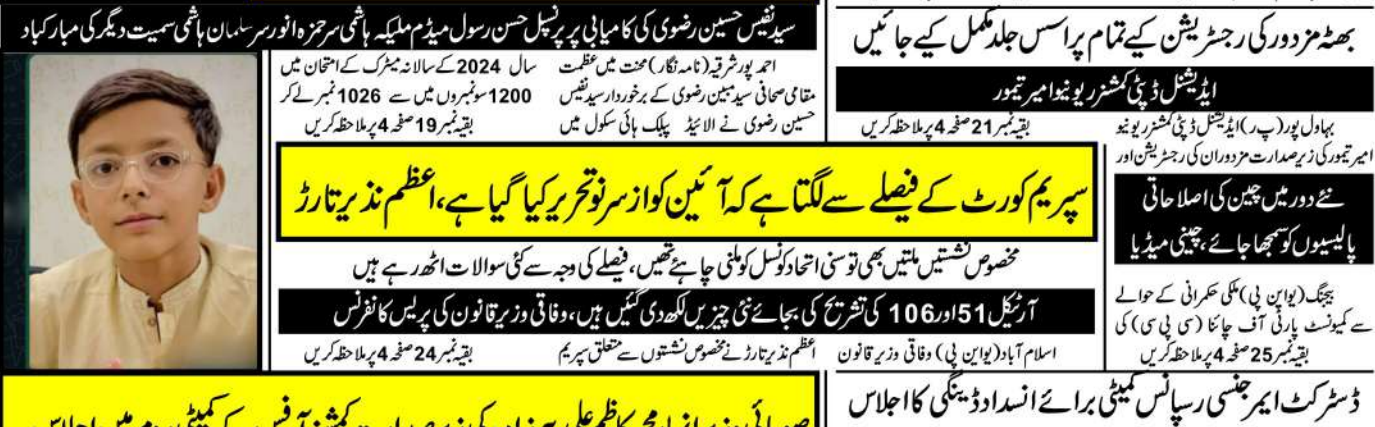 بھٹہ مزدور کی رجسٹریشن کیے تمام پراسس جلد مکمل کیے جائیں
ایڈیشنل ڈپٹی کمشنر ریونیو امیر تیمور
بہاول پور (پ ر) ایڈیشنل ڈپٹی کمشنر ریونیو
امیر تیمور کی زیر صدارت مزدوران کی رجسٹریشن اور
بقیہ نمبر 21 صفحہ 4 پر ملاحظہ کریں
نئے دور میں چین کی اصلاحاتی
پالیسیوں کو سمجھا جائے، چینی میڈیا
بیجنگ (یو این پی) ملکی حکمرانی کے حوالے
سے کمیونسٹ پارٹی آف چائنا (سی پی سی) کی
بقیہ نمبر 25 صفحہ 4 پر ملاحظہ کریں
ڈسٹرکٹ ایمرجنسی رسپانس کمیٹی برائے انسداد ڈینگی کا اجلاس
سید نفیس حسین رضوی کی کامیابی پر پرنسپل حسن رسول میڈم ملیکہ ہاشمی سر حمزہ انور سر سلمان ہاشمی سمیت دیگر کی مبارکباد
احمد پور شرقیہ (نامہ نگار) محنت میں عظمت
مقامی صحافی سید مبین رضوی کے برخوردار سید نفیس
حسین رضوی نے الائیڈ پبلک ہائی سکول میں
سال 2024 کے سالانہ میٹرک کے امتحان میں
1200 سو نمبروں میں سے 1026 نمبر لے کر
بقیہ نمبر 19 صفحہ 4 پر ملاحظہ کریں
سپریم کورٹ کے فیصلے سے لگتا ہے کہ آئین کو از سر نو تحریر کیا گیا ہے، اعظم نذیر تارڑ
مخصوص نشستیں ملتیں بھی تو سنی اتحاد کونسل کو ملنی چاہئے تھیں، فیصلے کی وجہ سے کئی سوالات اٹھ رہے ہیں
آرٹیکل 51 اور 106 کی تشریح کی بجائے نئی چیزیں لکھ دی گئیں ہیں، وفاقی وزیر قانون کی پریس کانفرنس
اسلام آباد (یو این پی) وفاقی وزیر قانون
اعظم نذیر تارڑ نے مخصوص نشستوں سے متعلق سپریم
بقیہ نمبر 24 صفحہ 4 پر ملاحظہ کریں